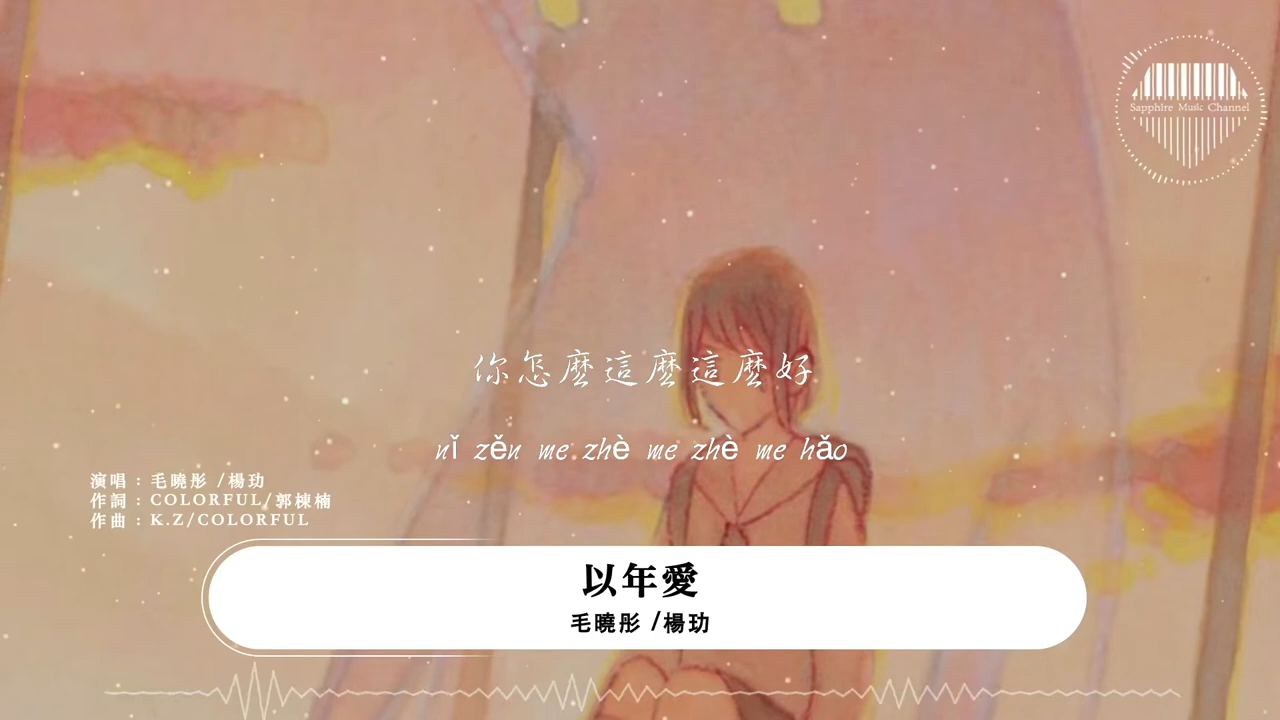 Sapphire Music Channel
你怎麼這麼這麼好
nǐ zěn me zhè me zhè me hǎo
演唱：毛曉彤 /楊玏
作詞：COLORFUL/郭棟楠
作曲：K.Z/COLORFUL
以年愛
毛曉彤 /楊玏